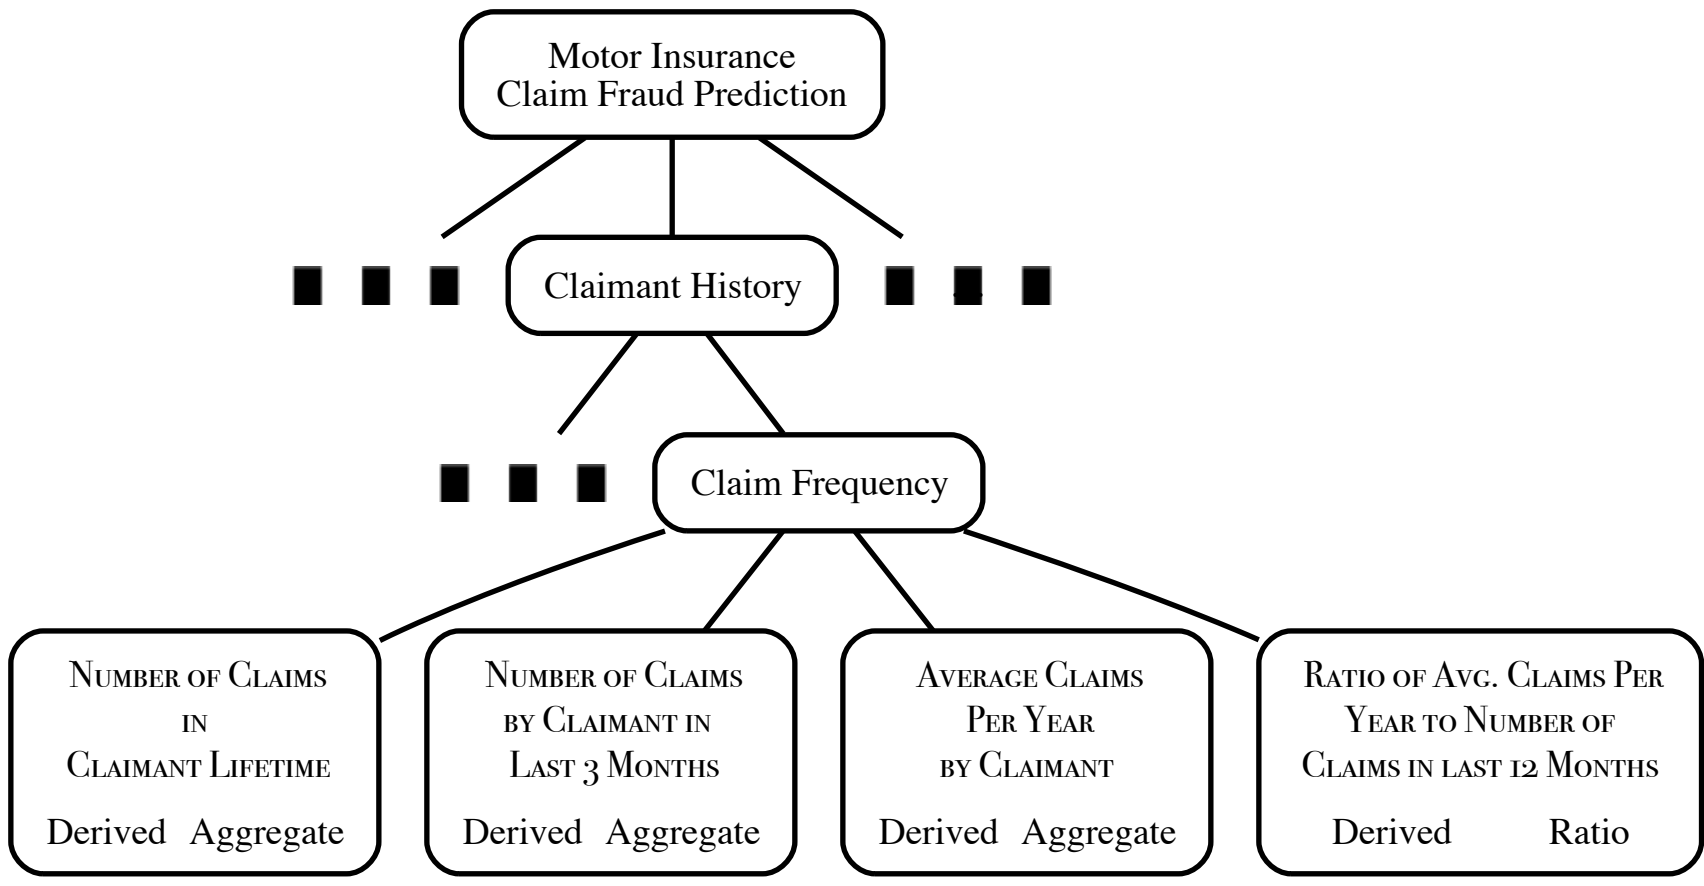 Motor Insurance
Claim Fraud Prediction
Claimant History
Claim Frequency
Number of Claims
in
Claimant Lifetime
Derived Aggregate
Number of Claims
by Claimant in
Last 3 Months
Derived Aggregate
Average Claims
Per Year
by Claimant
Derived Aggregate
Ratio of Avg. Claims Per
Year to Number of
Claims in last 12 Months
Derived Ratio